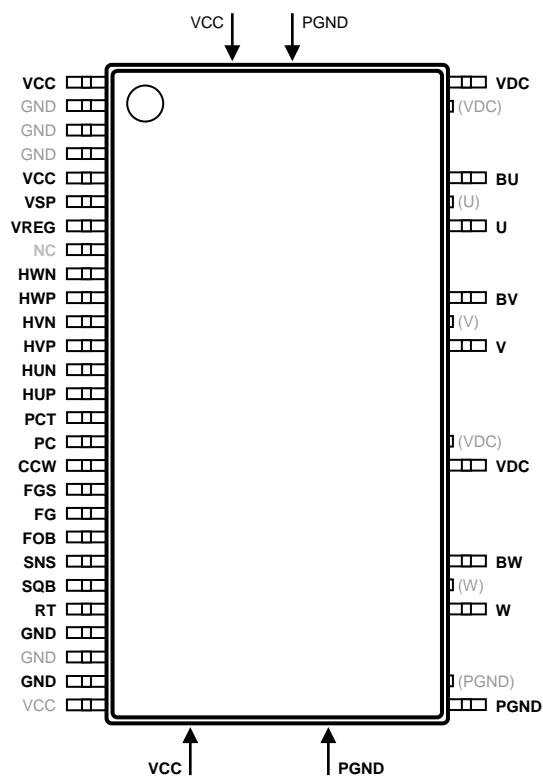 VCC PGND
VCC
GND
GND
GND
VCC
VSP
VREG
NC
HWN
HWP
HVN
HVP
HUN
HUP
PCT
PC
CCW
FGS
FG
FOB
SNS
SQB
RT
GND
GND
GND
VCC
VDC
(VDC)
BU
(U)
U
BV
(V)
V
(VDC)
VDC
BW
(W)
W
(PGND)
PGND
VCC PGND